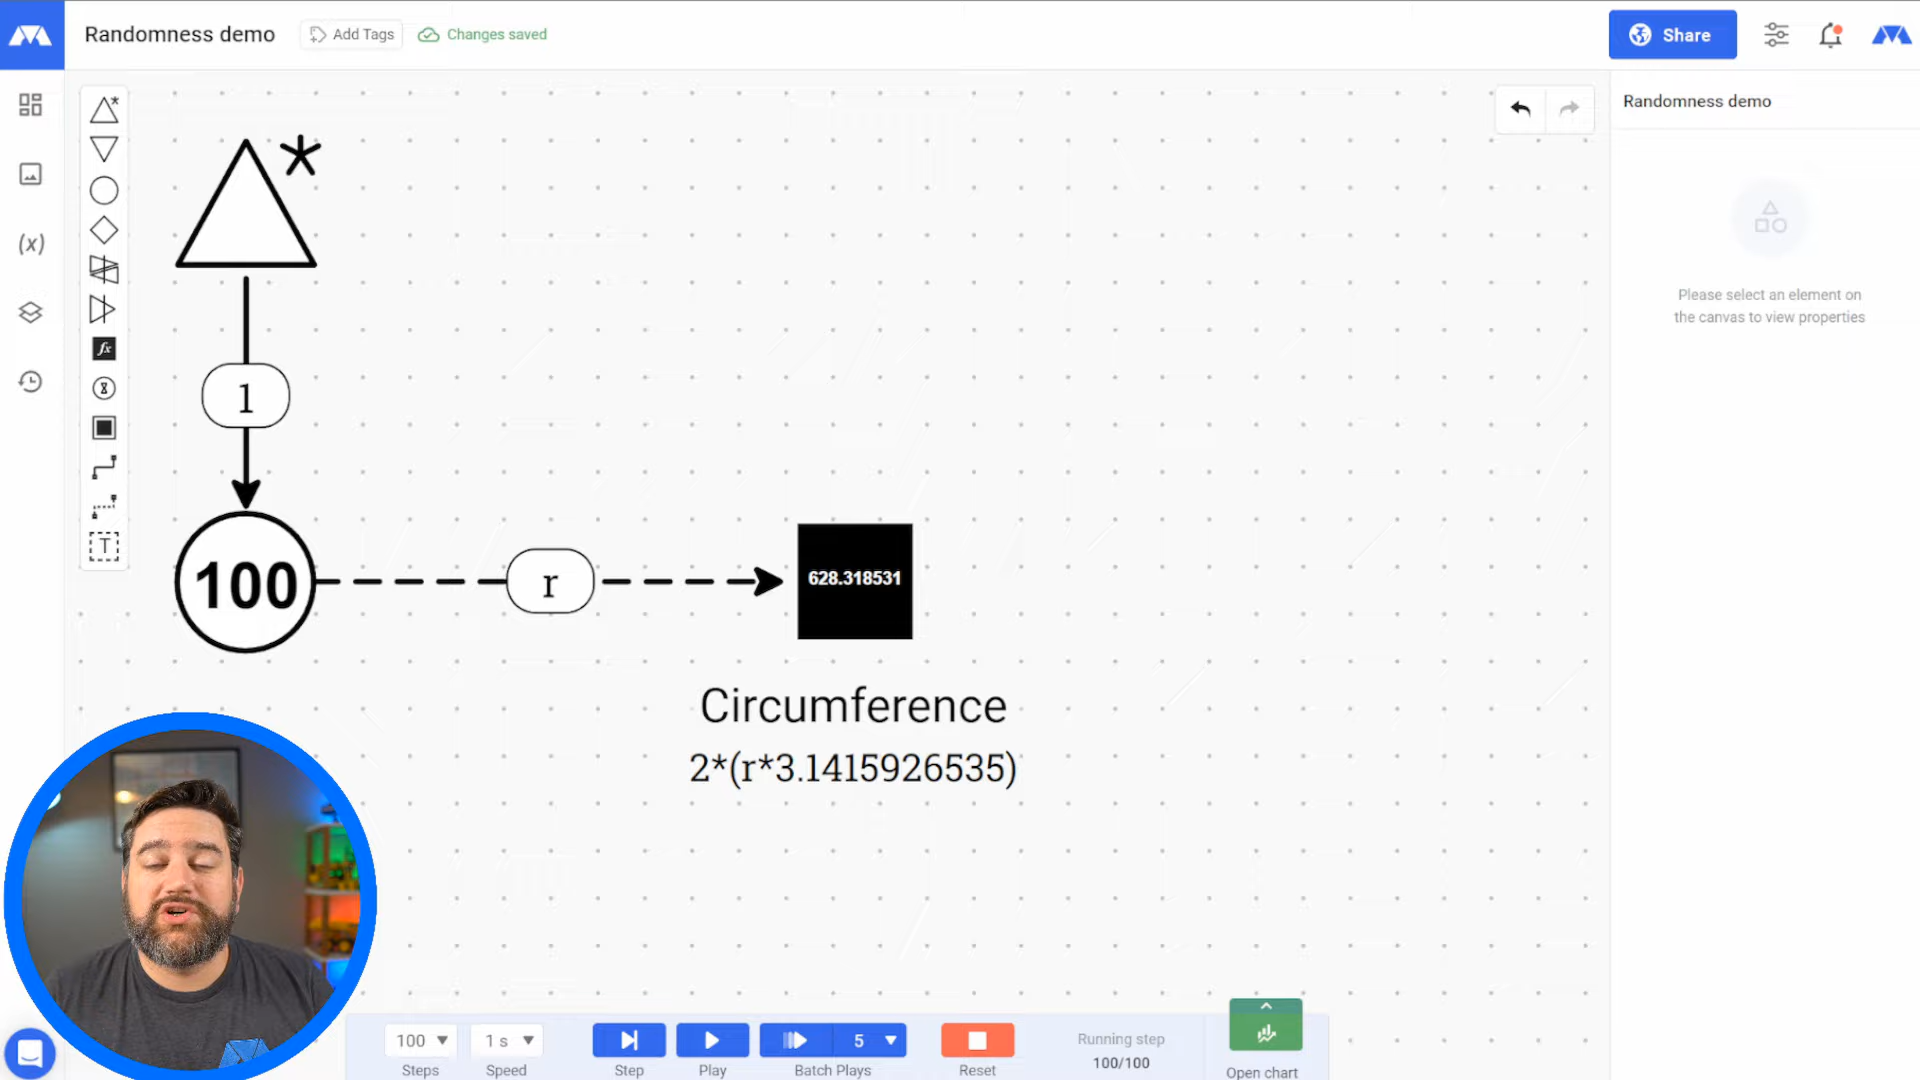 Randomness demo
Add Tags
Changes saved
Share
Randomness demo
Please select an element on
the canvas to view properties
(x)
fx
T
*
1
100
r
628.318531
Circumference
2*(r*3.1415926535)
100
Steps
1 s
Speed
Step
Play
5
Batch Plays
Reset
Running step
100/100
Open chart